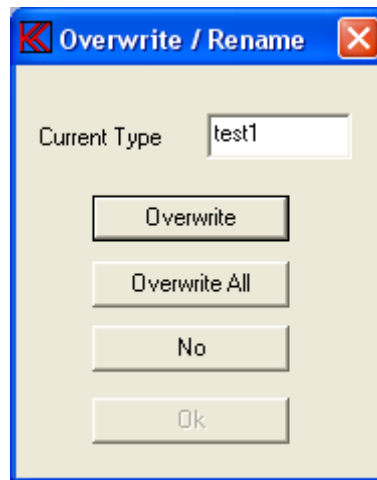 Overwrite / Rename
Current Type test1
Overwrite
Overwrite All
No
Ok